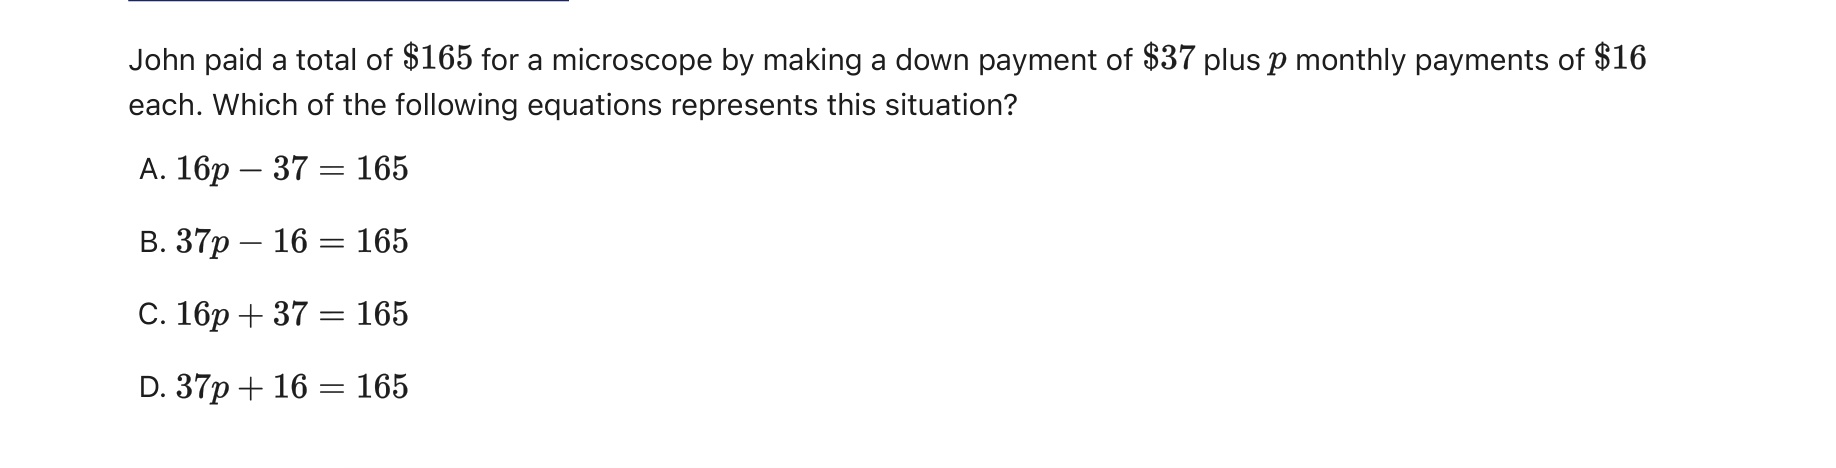 John paid a total of $165 for a microscope by making a down payment of $37 plus p monthly payments of $16
each. Which of the following equations represents this situation?
A. 16p − 37 = 165
B. 37p − 16 = 165
C. 16p + 37 = 165
D. 37p + 16 = 165